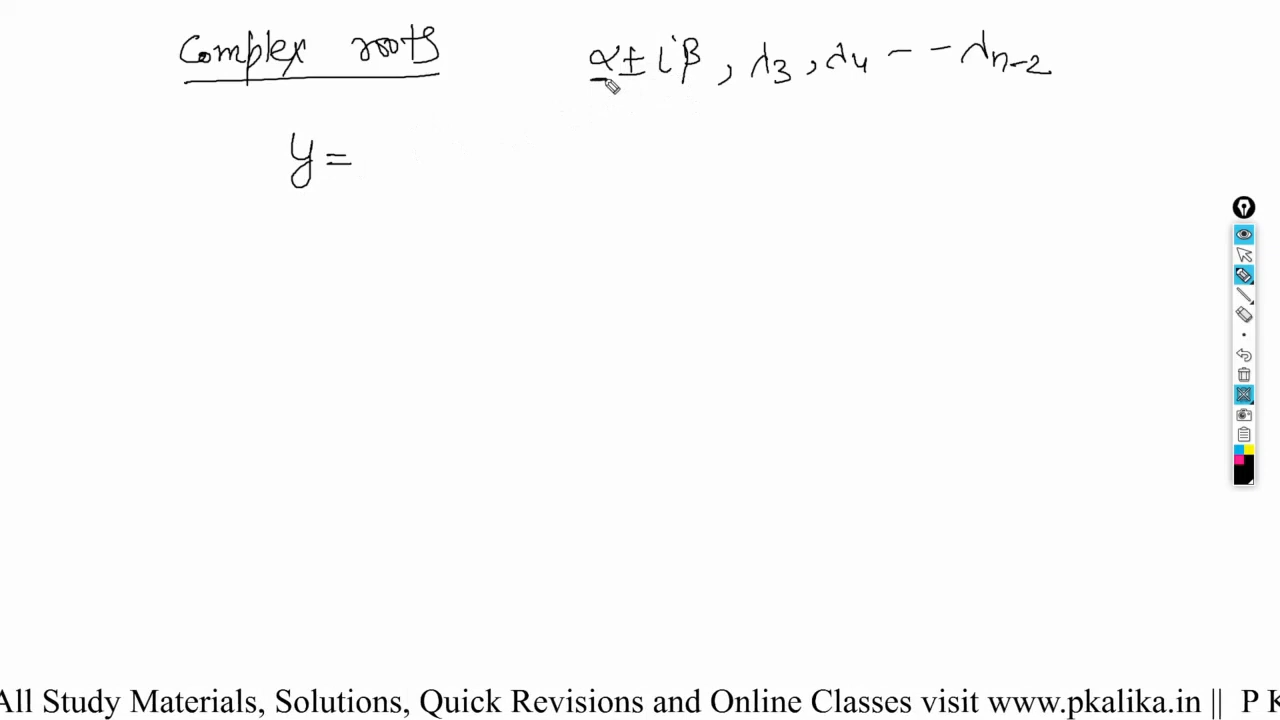 Complex roots α ± iβ, λ3, λ4 - - λn-2
y =
All Study Materials, Solutions, Quick Revisions and Online Classes visit www.pkalika.in || P K